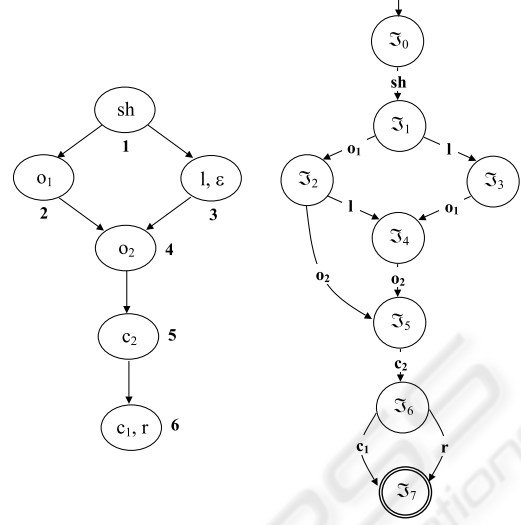 sh
1
o₁
2
l, ε
3
o₂
4
c₂
5
c₁, r
6
ℑ₀
sh
ℑ₁
o₁
l
ℑ₂
ℑ₃
l
o₁
ℑ₄
o₂
o₂
ℑ₅
c₂
ℑ₆
c₁
r
ℑ₇